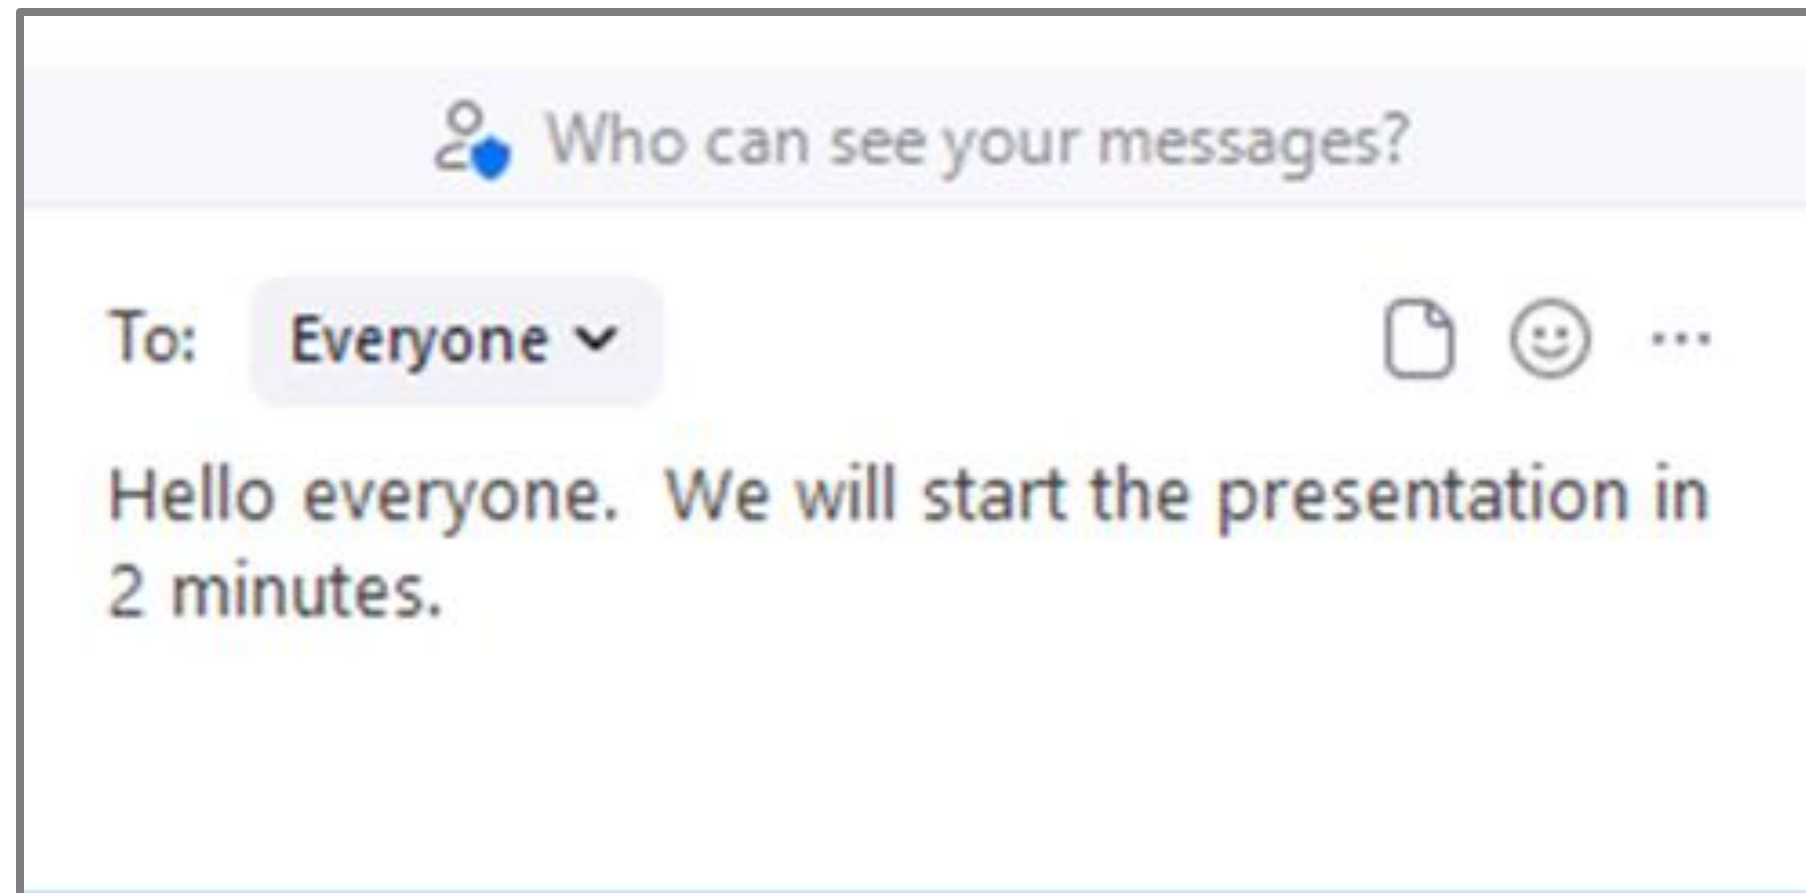 Who can see your messages?
To: Everyone
Hello everyone.  We will start the presentation in
2 minutes.